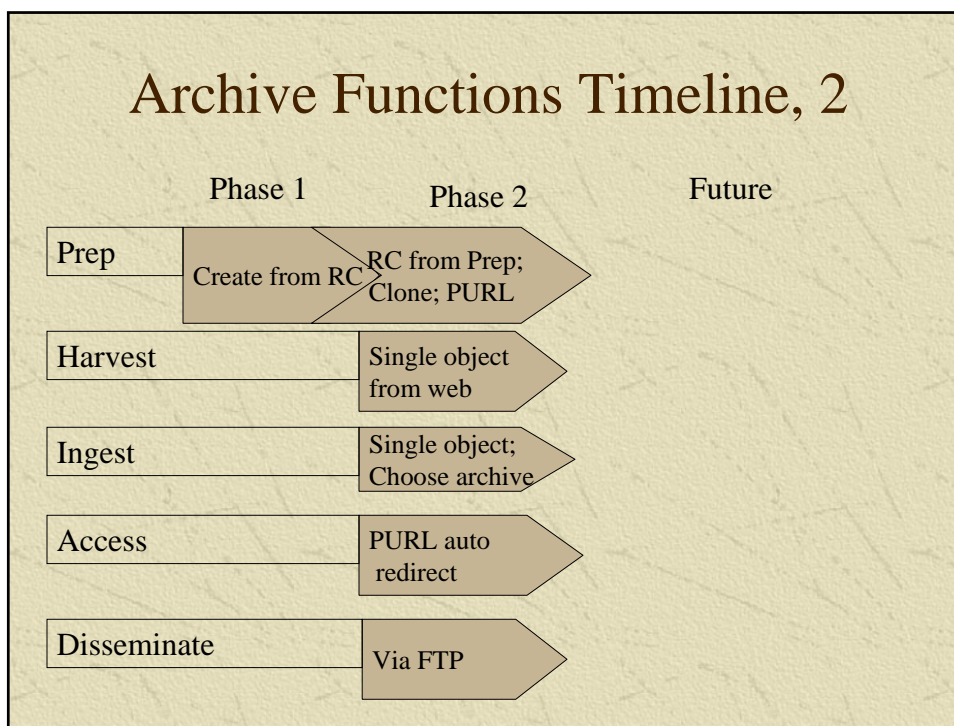 Archive Functions Timeline, 2
Phase 1
Phase 2
Future
Prep
Create from RC
RC from Prep;
Clone; PURL
Harvest
Single object
from web
Ingest
Single object;
Choose archive
Access
PURL auto
redirect
Disseminate
Via FTP